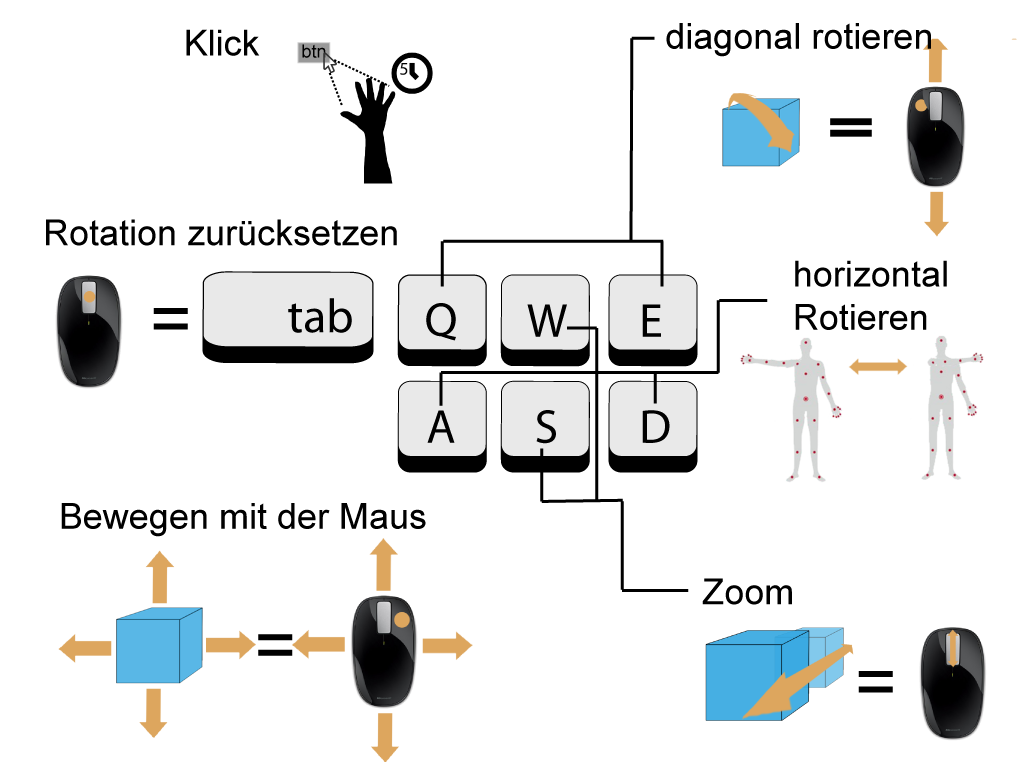 Klick
btn
5
diagonal rotieren
Rotation zurücksetzen
tab
Q
W
E
horizontal
Rotieren
A
S
D
Bewegen mit der Maus
Zoom